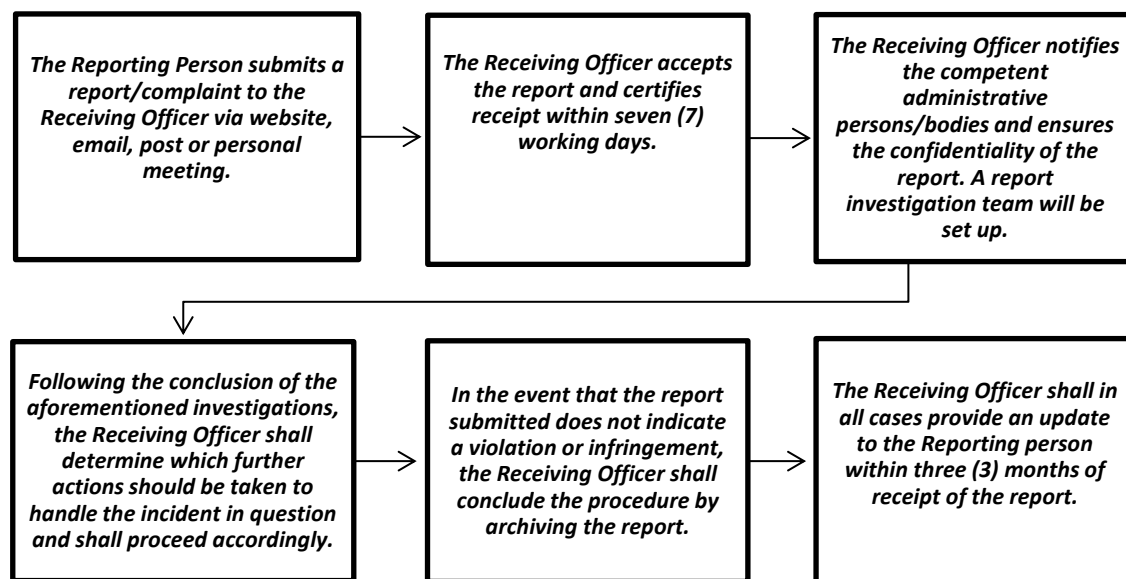 The Reporting Person submits a
report/complaint to the
Receiving Officer via website,
email, post or personal
meeting.
The Receiving Officer accepts
the report and certifies
receipt within seven (7)
working days.
The Receiving Officer notifies
the competent
administrative
persons/bodies and ensures
the confidentiality of the
report. A report
investigation team will be
set up.
Following the conclusion of the
aforementioned investigations,
the Receiving Officer shall
determine which further
actions should be taken to
handle the incident in question
and shall proceed accordingly.
In the event that the report
submitted does not indicate
a violation or infringement,
the Receiving Officer shall
conclude the procedure by
archiving the report.
The Receiving Officer shall in
all cases provide an update
to the Reporting person
within three (3) months of
receipt of the report.